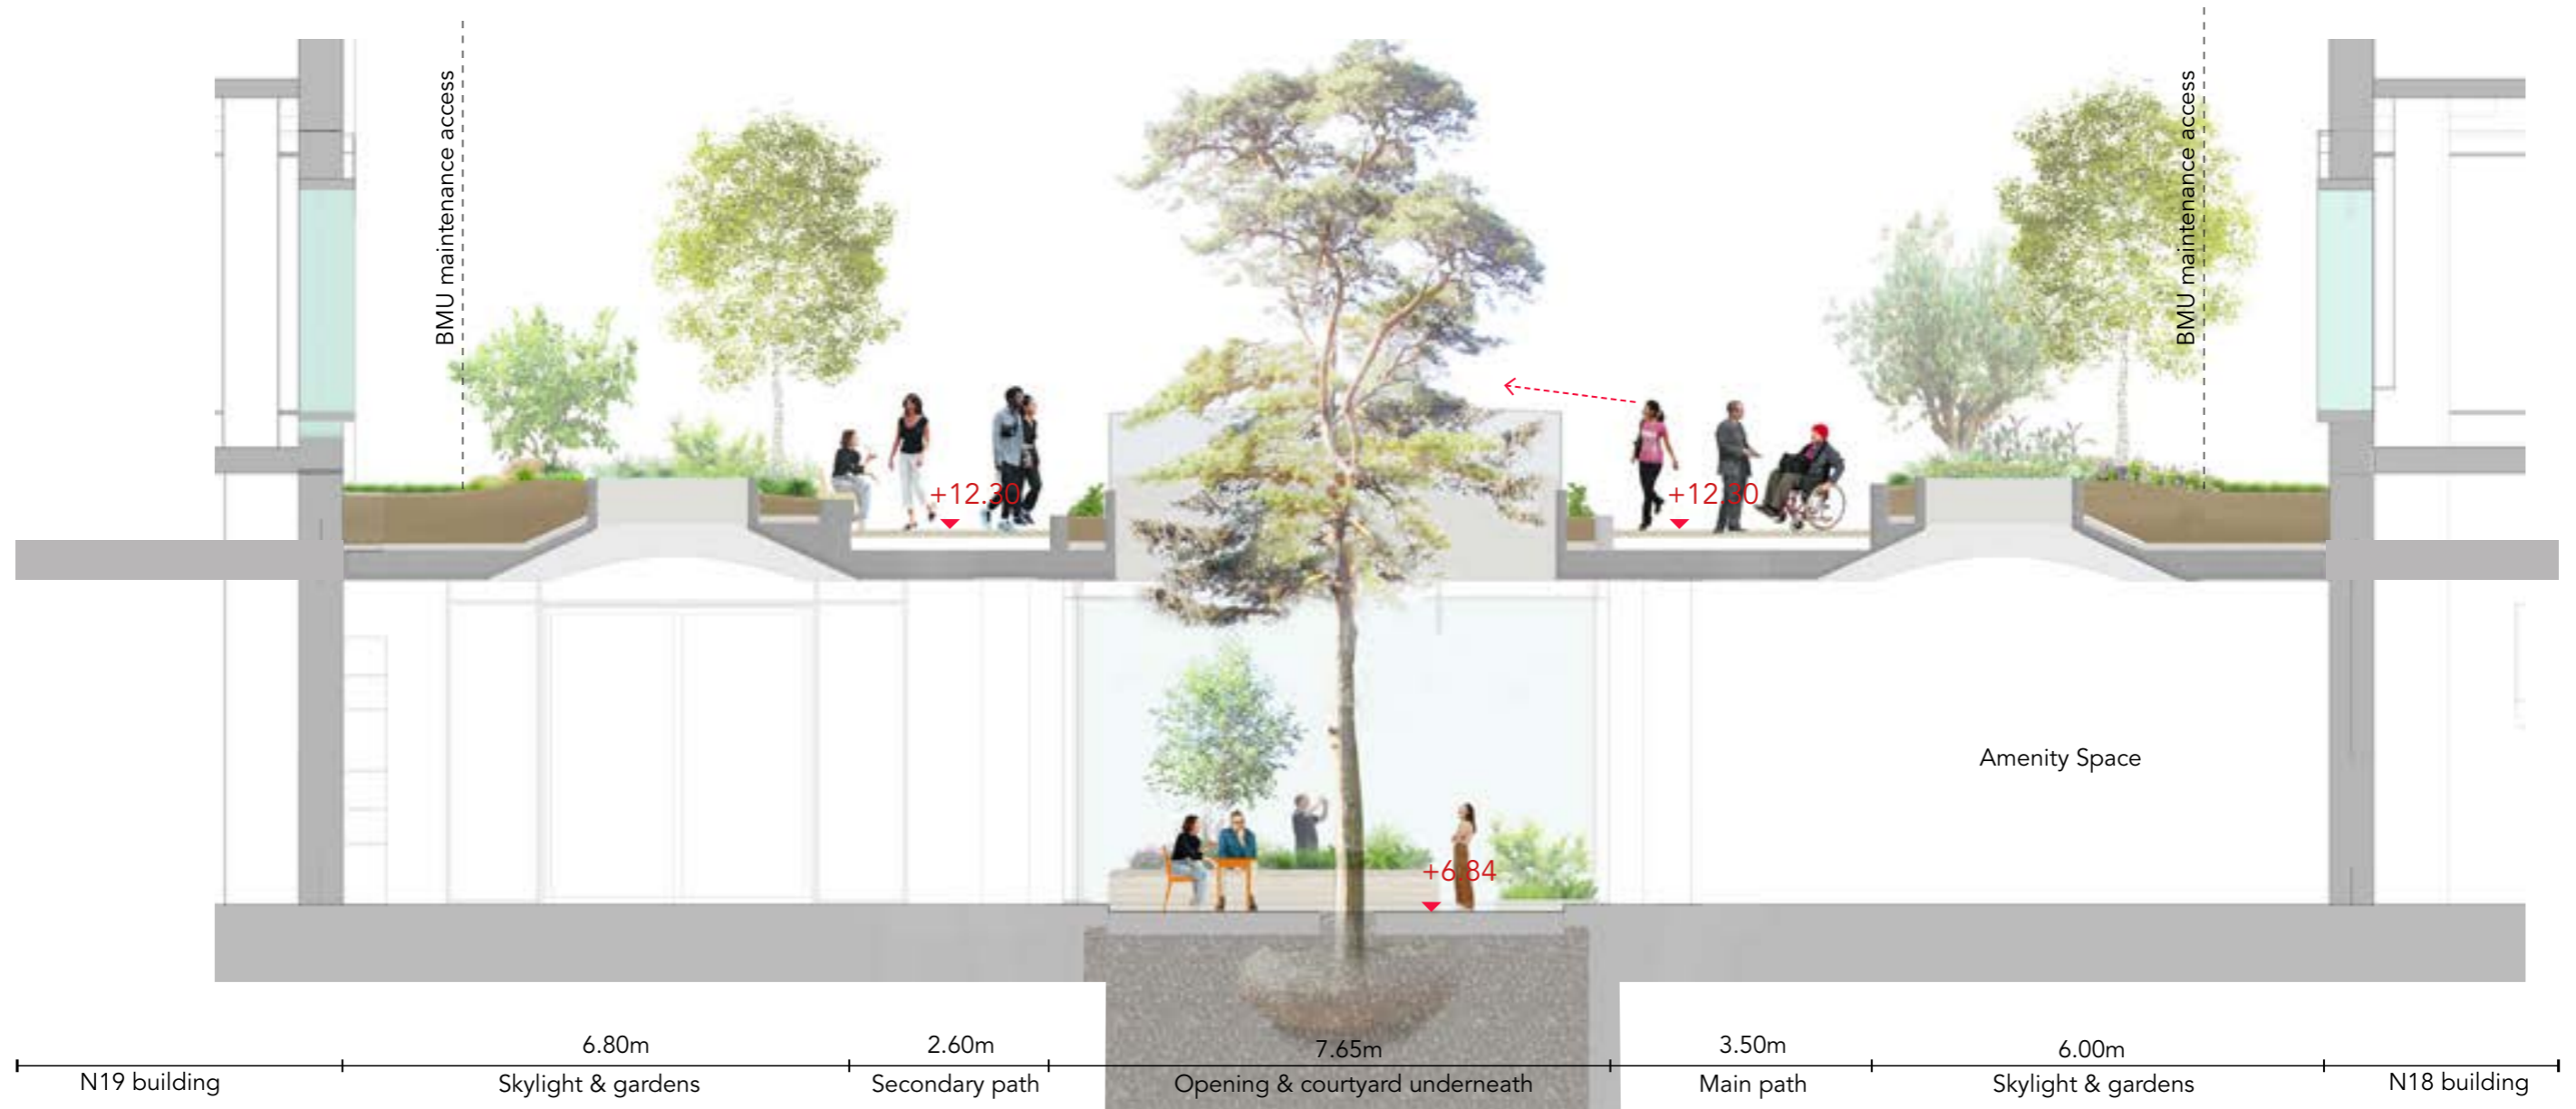 BMU maintenance access
BMU maintenance access
+12.30
+12.30
Amenity Space
+6.84
6.80m
2.60m
7.65m
3.50m
6.00m
N19 building
Skylight & gardens
Secondary path
Opening & courtyard underneath
Main path
Skylight & gardens
N18 building